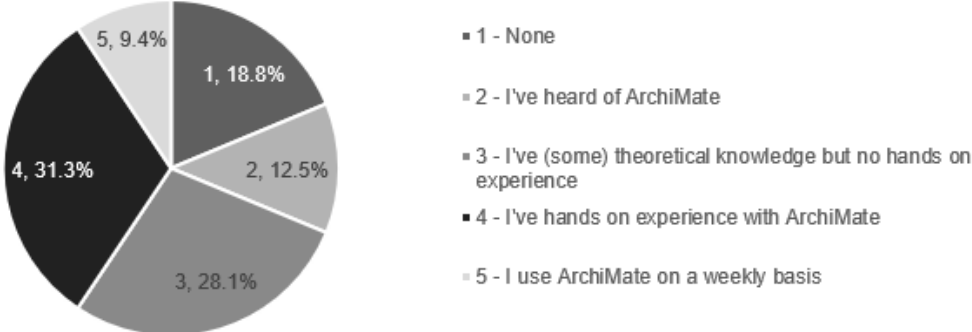 5, 9.4%
1, 18.8%
4, 31.3%
2, 12.5%
3, 28.1%
1 - None
2 - I've heard of ArchiMate
3 - I've (some) theoretical knowledge but no hands on
experience
4 - I've hands on experience with ArchiMate
5 - I use ArchiMate on a weekly basis